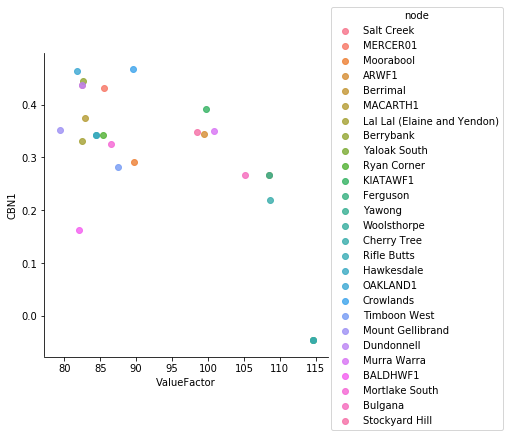 node
Salt Creek
MERCER01
Moorabool
ARWF1
Berrimal
MACARTH1
Lal Lal (Elaine and Yendon)
Berrybank
Yaloak South
Ryan Corner
KIATAWF1
Ferguson
Yawong
Woolsthorpe
Cherry Tree
Rifle Butts
Hawkesdale
OAKLAND1
Crowlands
Timboon West
Mount Gellibrand
Dundonnell
Murra Warra
BALDHWF1
Mortlake South
Bulgana
Stockyard Hill
CBN1
0.4
0.3
0.2
0.1
0.0
80 85 90 95 100 105 110 115
ValueFactor